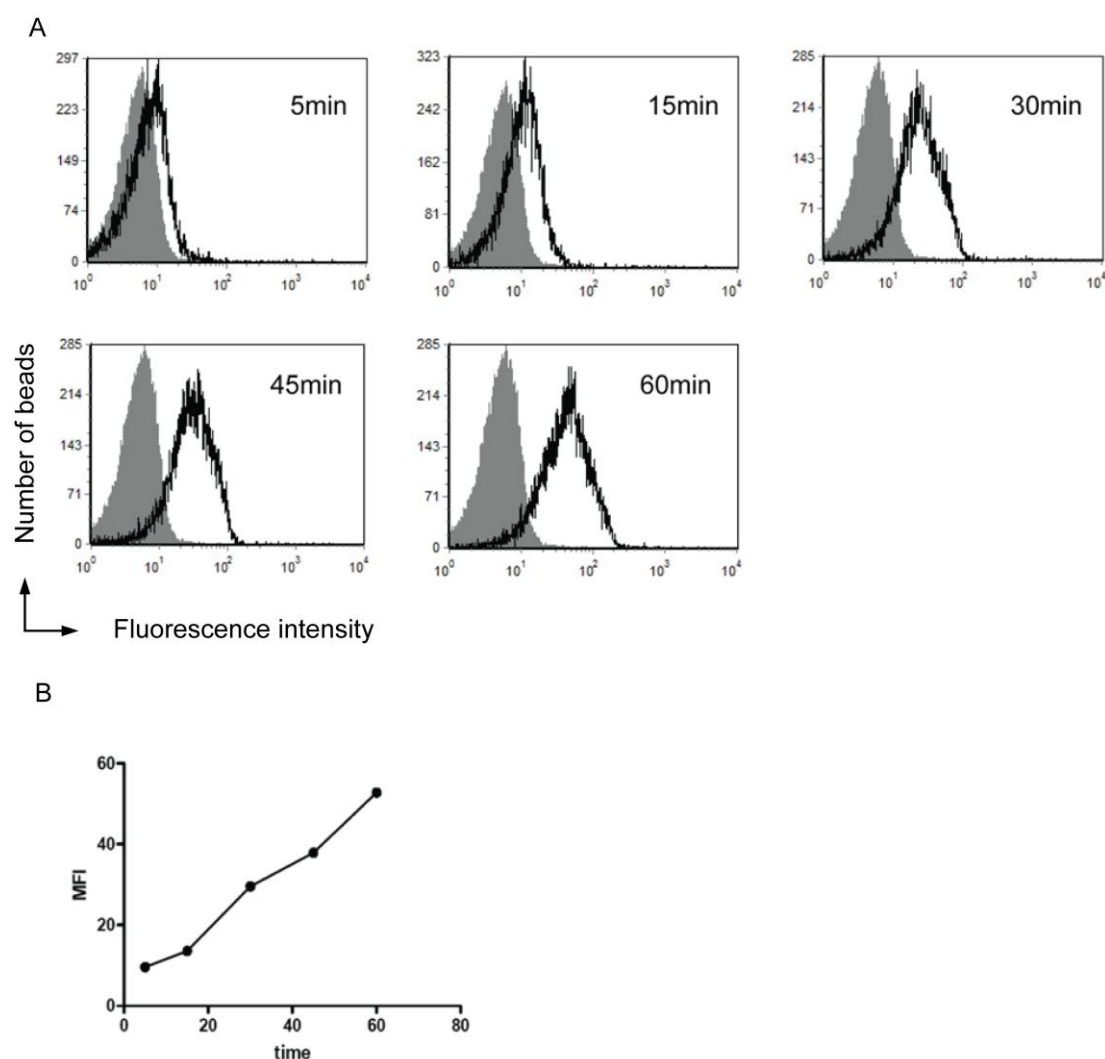 A
297
223
149
74
0
10^0 10^1 10^2 10^3 10^4
5min
323
242
162
81
0
10^0 10^1 10^2 10^3 10^4
15min
285
214
143
71
0
10^0 10^1 10^2 10^3 10^4
30min
285
214
143
71
0
10^0 10^1 10^2 10^3 10^4
45min
285
214
143
71
0
10^0 10^1 10^2 10^3 10^4
60min
Number of beads
Fluorescence intensity
B
60
40
20
0
MFI
0 20 40 60 80
time